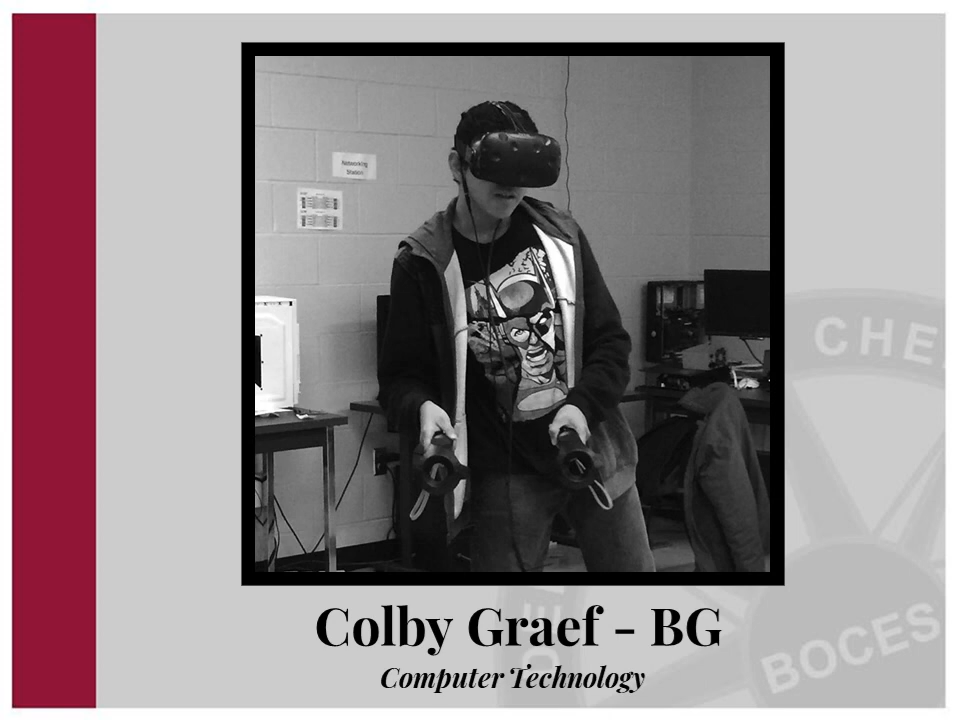 Networking
Station
CHE
BOCES
Colby Graef - BG
Computer Technology